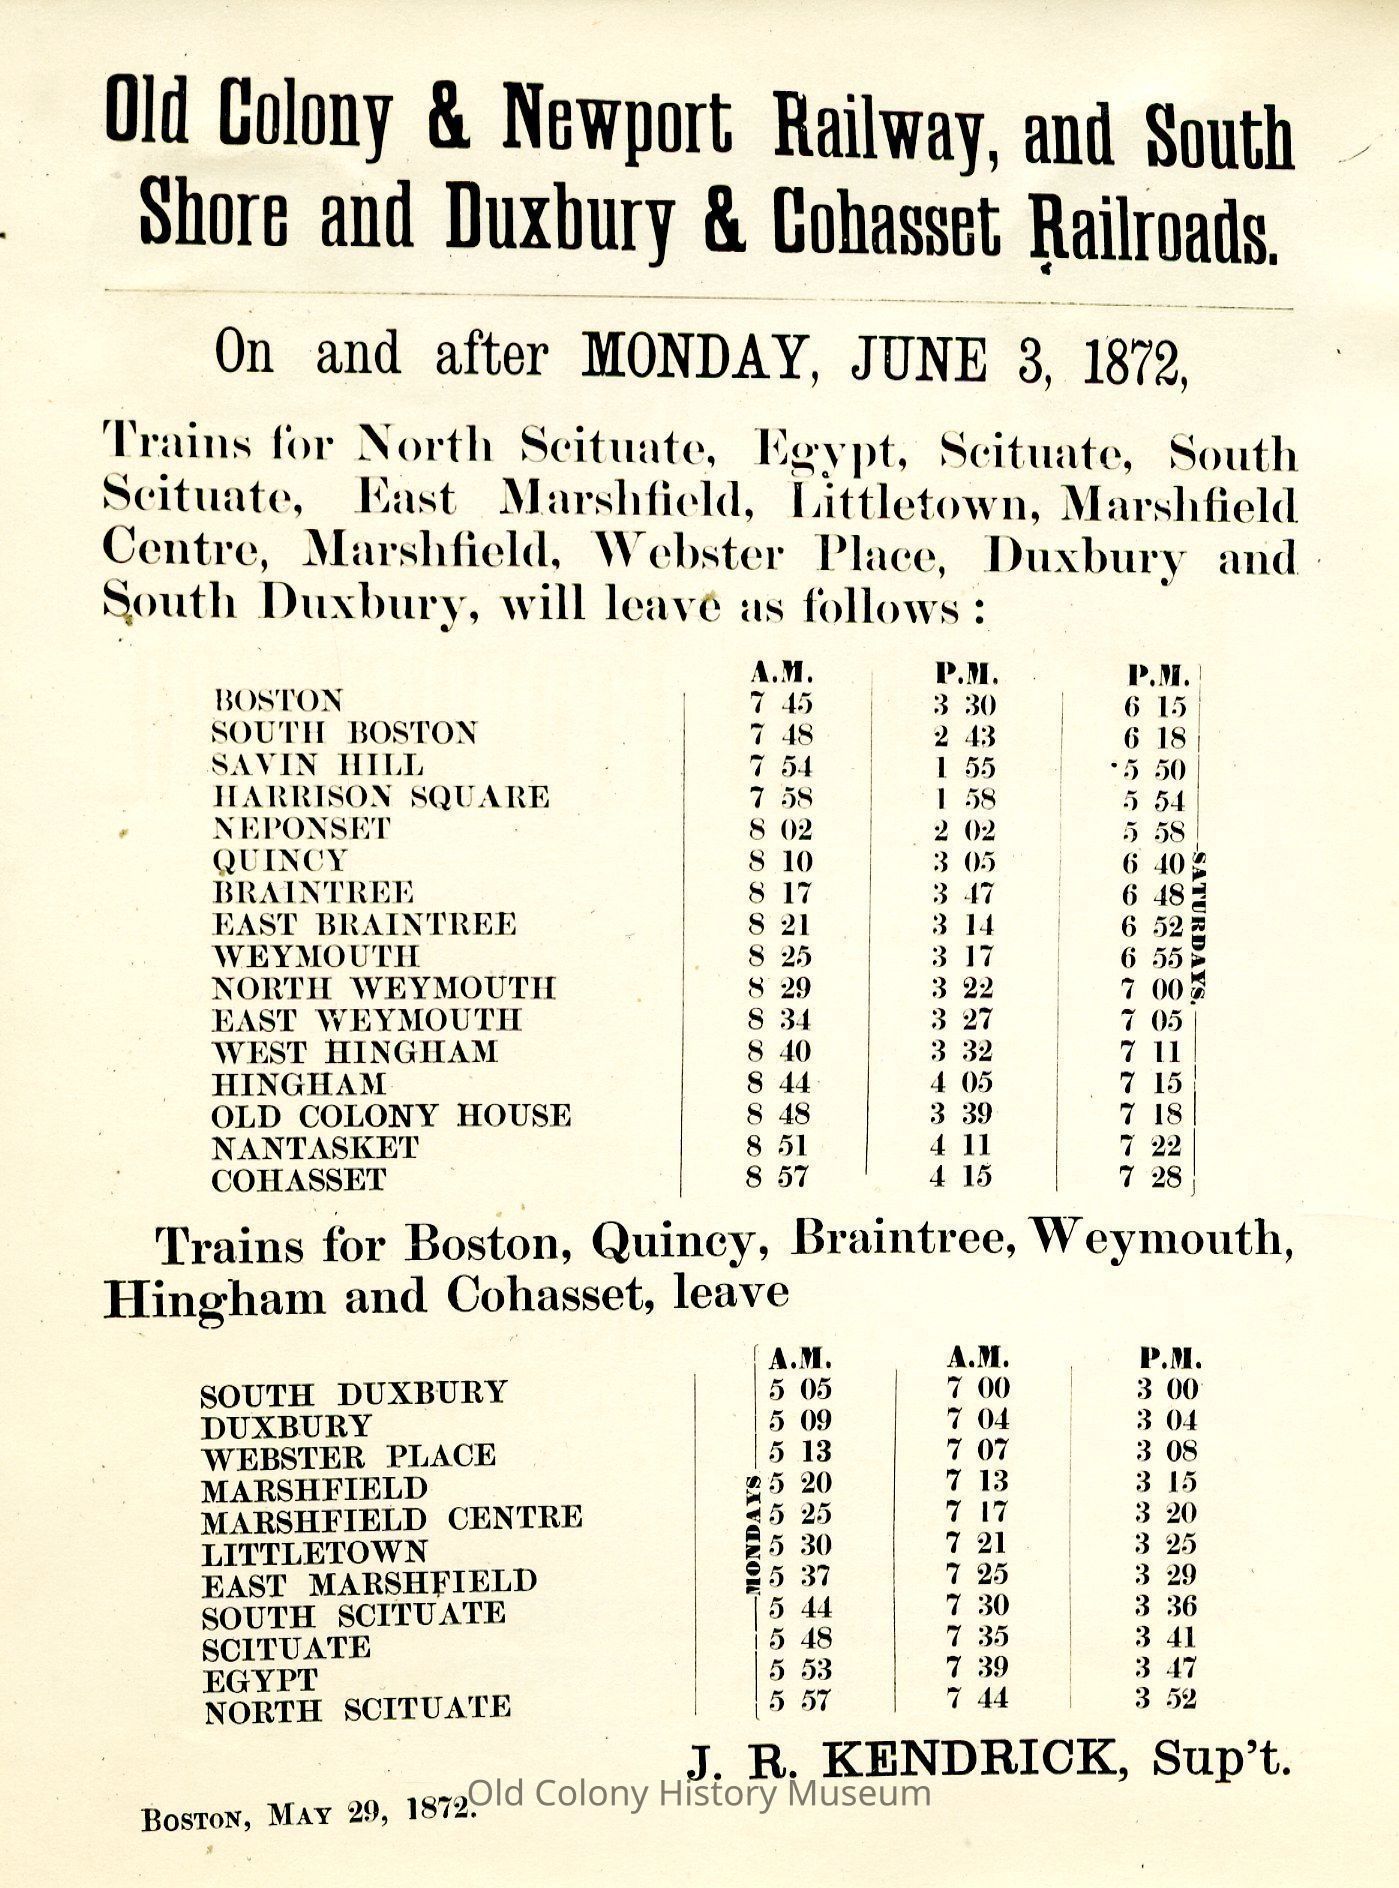 Old Colony & Newport Railway, and South
Shore and Duxbury & Cohasset Railroads.
On and after MONDAY, JUNE 3, 1872,
Trains for North Scituate, Egypt, Scituate, South
Scituate, East Marshfield, Littletown, Marshfield
Centre, Marshfield, Webster Place, Duxbury and
South Duxbury, will leave as follows:
A.M. P.M. P.M.
BOSTON 7 45 3 30 6 15
SOUTH BOSTON 7 48 2 43 6 18
SAVIN HILL 7 54 1 55 5 50
HARRISON SQUARE 7 58 1 58 5 54
NEPONSET 8 02 2 02 5 58
QUINCY 8 10 3 05 6 40
BRAINTREE 8 17 3 47 6 48
EAST BRAINTREE 8 21 3 14 6 52
WEYMOUTH 8 25 3 17 6 55
NORTH WEYMOUTH 8 29 3 22 7 00
EAST WEYMOUTH 8 34 3 27 7 05
WEST HINGHAM 8 40 3 32 7 11
HINGHAM 8 44 4 05 7 15
OLD COLONY HOUSE 8 48 3 39 7 18
NANTASKET 8 51 4 11 7 22
COHASSET 8 57 4 15 7 28
SATURDAYS.
Trains for Boston, Quincy, Braintree, Weymouth,
Hingham and Cohasset, leave
A.M. A.M. P.M.
SOUTH DUXBURY 5 05 7 00 3 00
DUXBURY 5 09 7 04 3 04
WEBSTER PLACE 5 13 7 07 3 08
MARSHFIELD 5 20 7 13 3 15
MARSHFIELD CENTRE 5 25 7 17 3 20
LITTLETOWN 5 30 7 21 3 25
EAST MARSHFIELD 5 37 7 25 3 29
SOUTH SCITUATE 5 44 7 30 3 36
SCITUATE 5 48 7 35 3 41
EGYPT 5 53 7 39 3 47
NORTH SCITUATE 5 57 7 44 3 52
MONDAYS
J. R. KENDRICK, Sup't.
Old Colony History Museum
BOSTON, MAY 29, 1872.